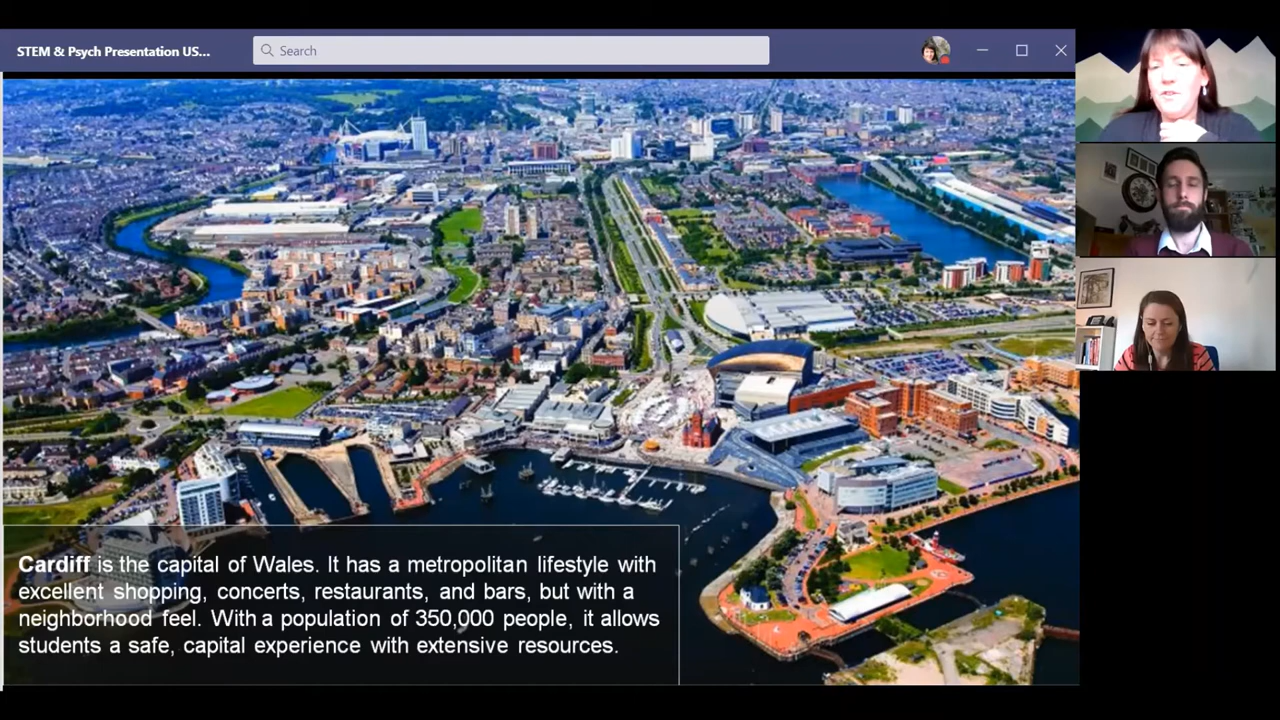 STEM & Psych Presentation US...
Search
Cardiff is the capital of Wales. It has a metropolitan lifestyle with
excellent shopping, concerts, restaurants, and bars, but with a
neighborhood feel. With a population of 350,000 people, it allows
students a safe, capital experience with extensive resources.